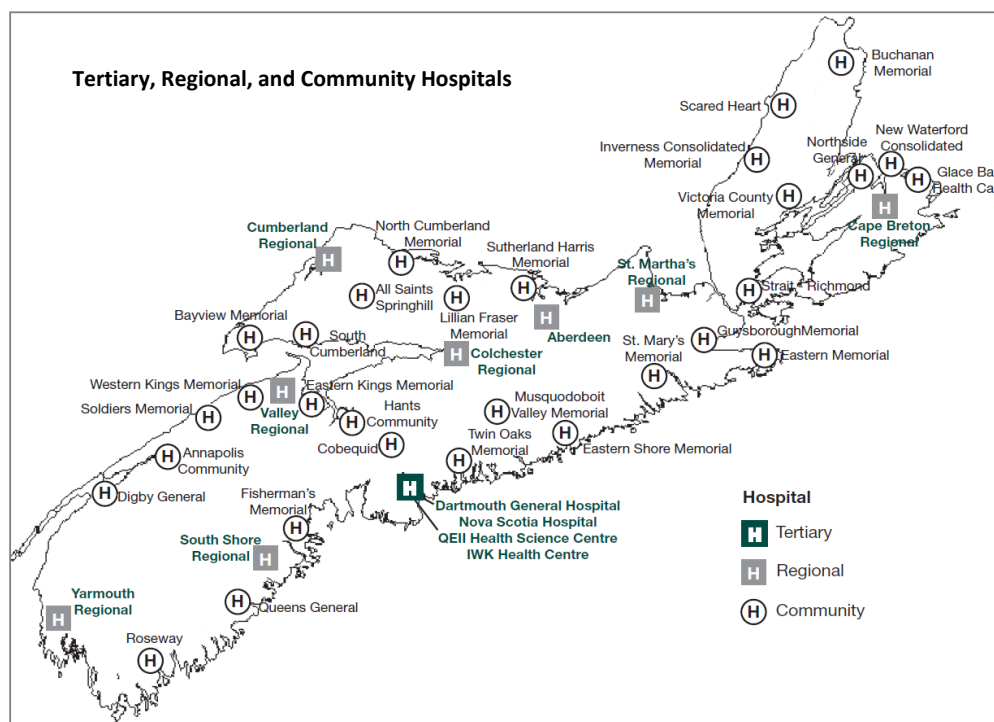 Tertiary, Regional, and Community Hospitals
Buchanan
Memorial
Scared Heart
New Waterford
Consolidated
Inverness Consolidated
Memorial
Northside
General
Glace Ba
Health Ca
Victoria County
Memorial
Cape Breton
Regional
Cumberland
Regional
North Cumberland
Memorial
Sutherland Harris
Memorial
St. Martha's
Regional
All Saints
Springhill
Strait - Richmond
Lillian Fraser
Memorial
Bayview Memorial
Aberdeen
South
Cumberland
St. Mary's
Memorial
GuysboroughMemorial
Eastern Memorial
Colchester
Regional
Western Kings Memorial
Eastern Kings Memorial
Soldiers Memorial
Valley
Regional
Hants
Community
Musquodoboit
Valley Memorial
Cobequid
Twin Oaks
Memorial
Eastern Shore Memorial
Annapolis
Community
Digby General
Fisherman's
Memorial
Dartmouth General Hospital
Nova Scotia Hospital
QEII Health Science Centre
IWK Health Centre
South Shore
Regional
Yarmouth
Regional
Queens General
Roseway
Hospital
H Tertiary
H Regional
H Community